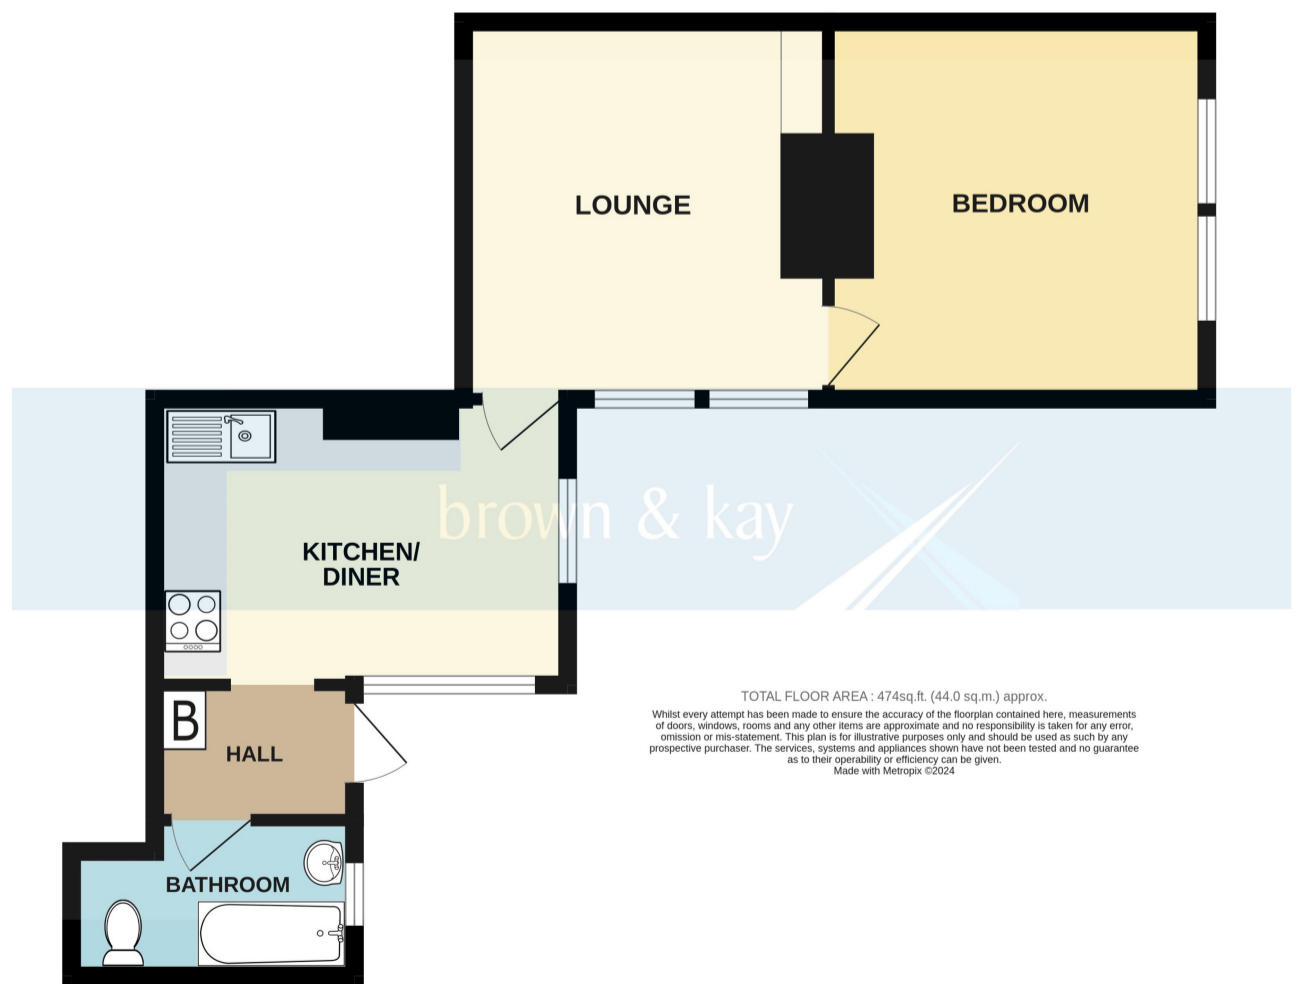 LOUNGE
BEDROOM
brown & kay
KITCHEN/
DINER
B
HALL
BATHROOM
TOTAL FLOOR AREA : 474sq.ft. (44.0 sq.m.) approx.
Whilst every attempt has been made to ensure the accuracy of the floorplan contained here, measurements
of doors, windows, rooms and any other items are approximate and no responsibility is taken for any error,
omission or mis-statement. This plan is for illustrative purposes only and should be used as such by any
prospective purchaser. The services, systems and appliances shown have not been tested and no guarantee
as to their operability or efficiency can be given.
Made with Metropix ©2024